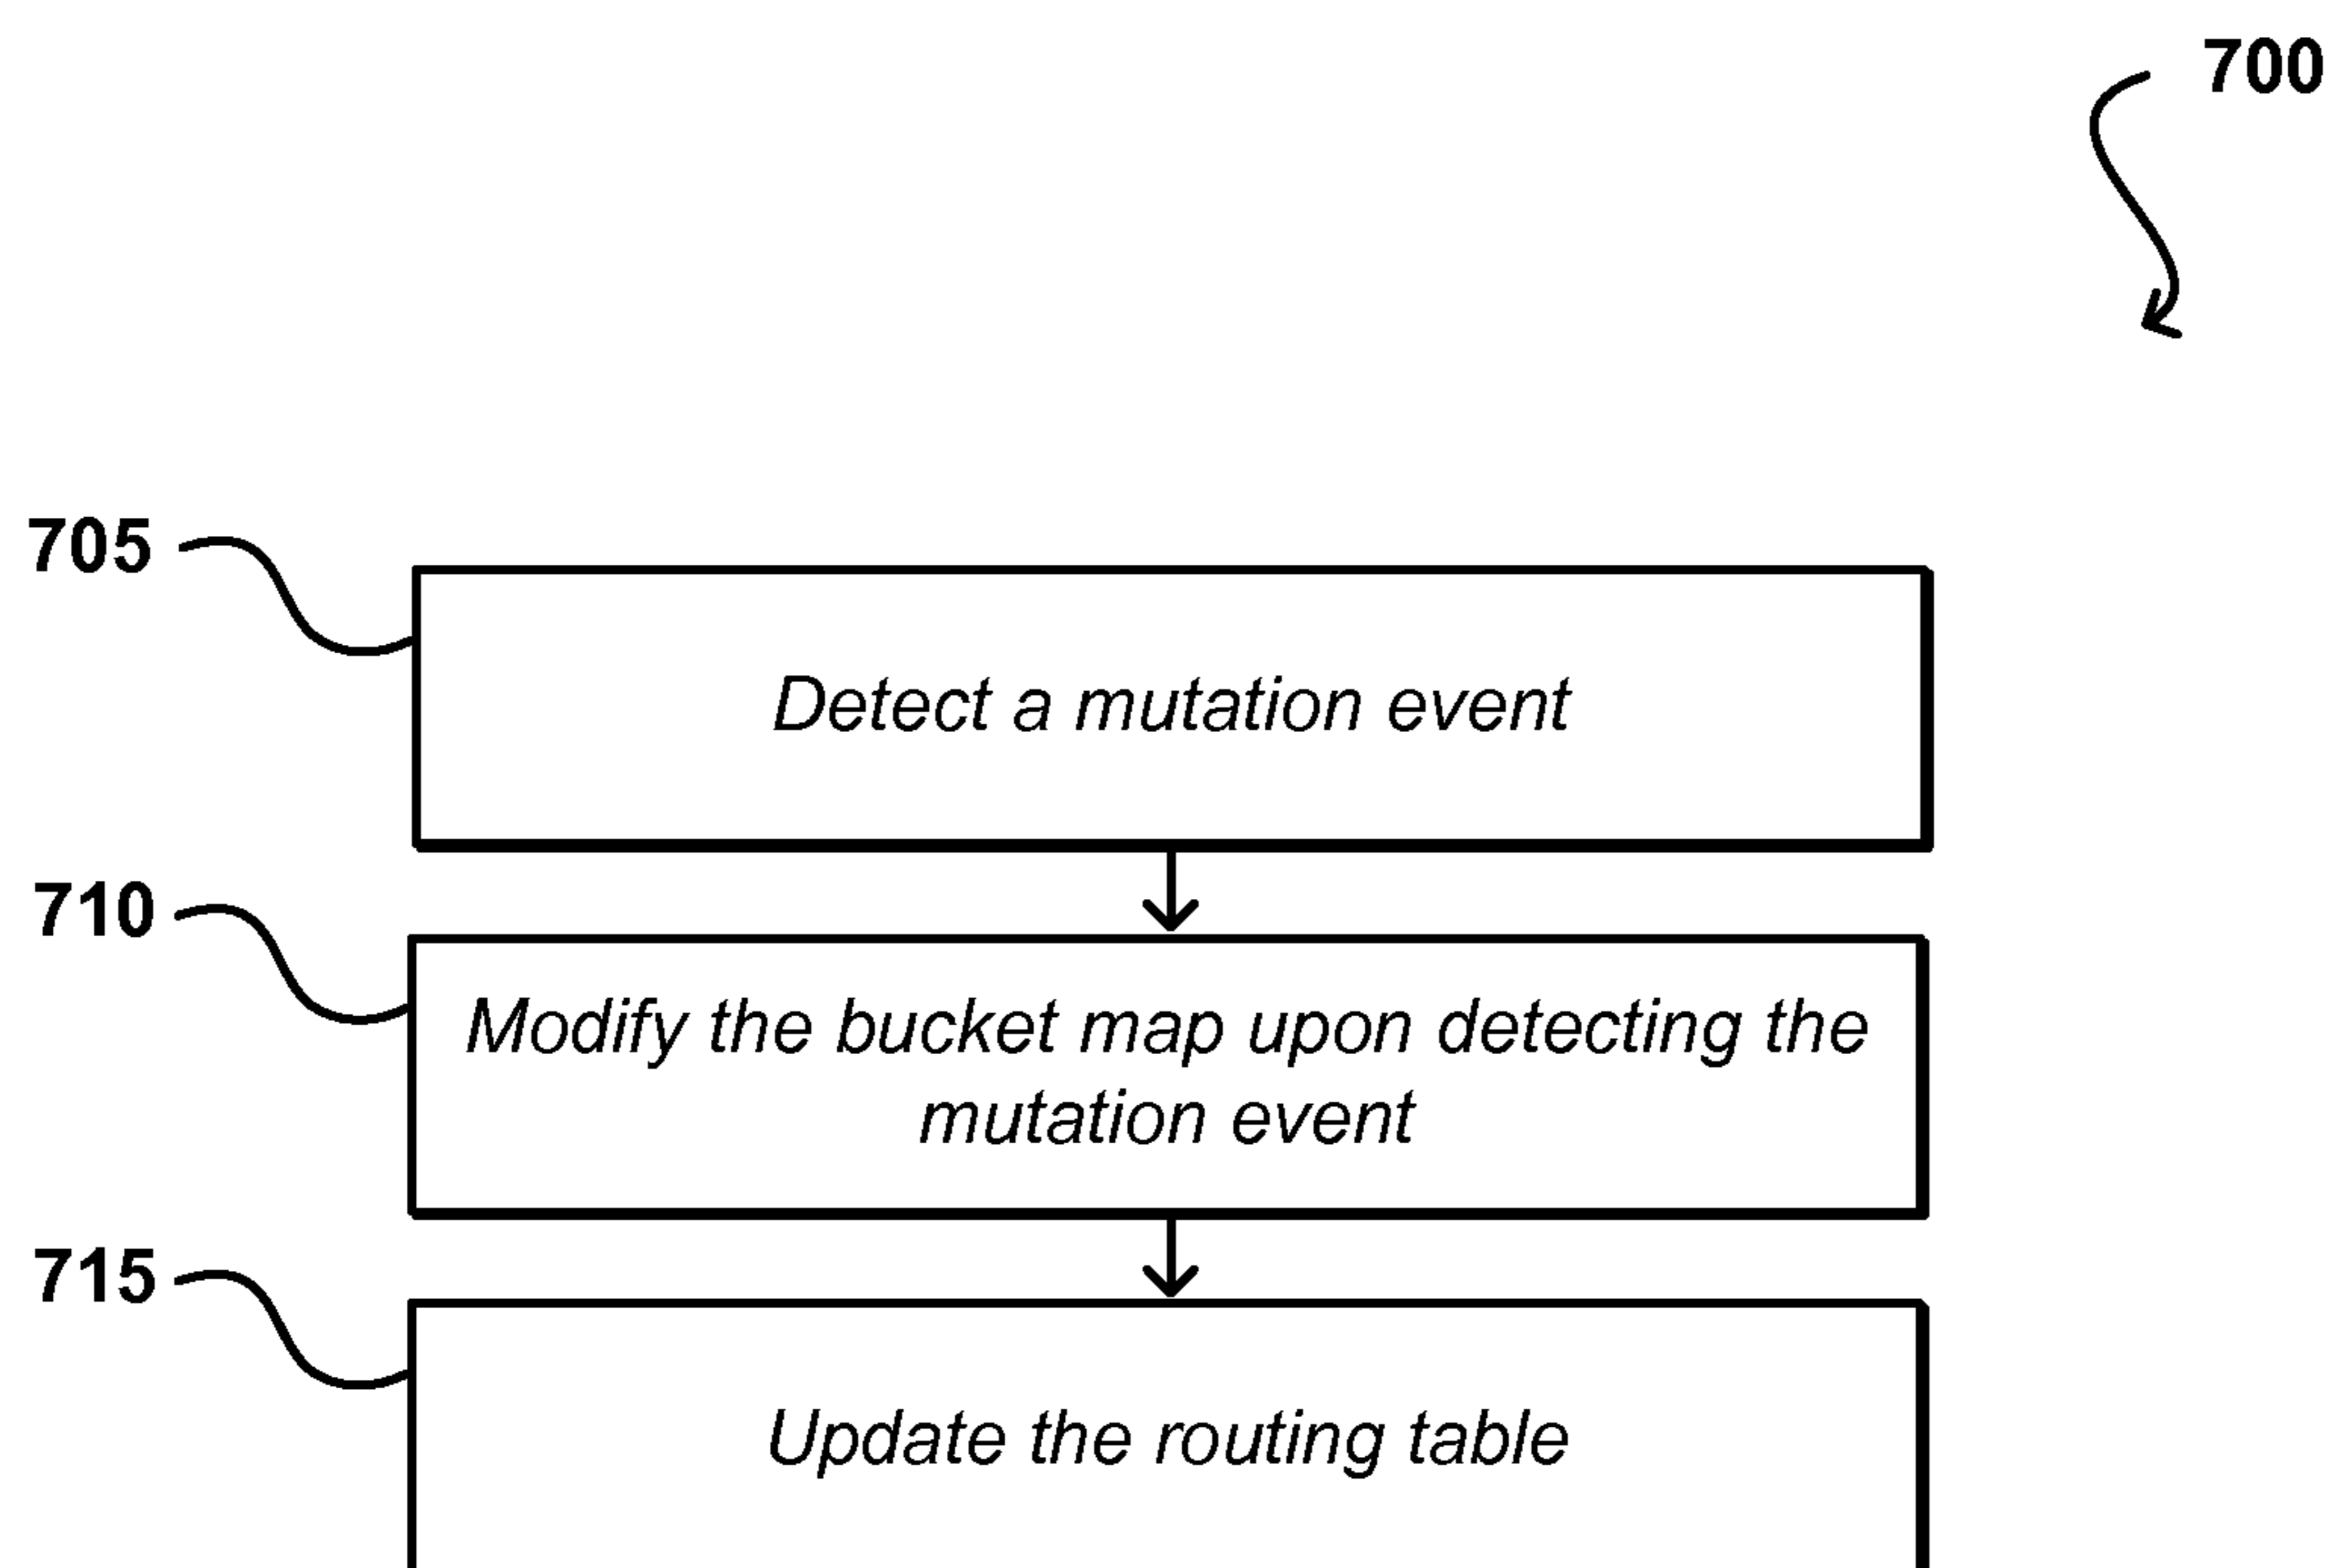 700
705
Detect a mutation event
710
Modify the bucket map upon detecting the
mutation event
715
Update the routing table